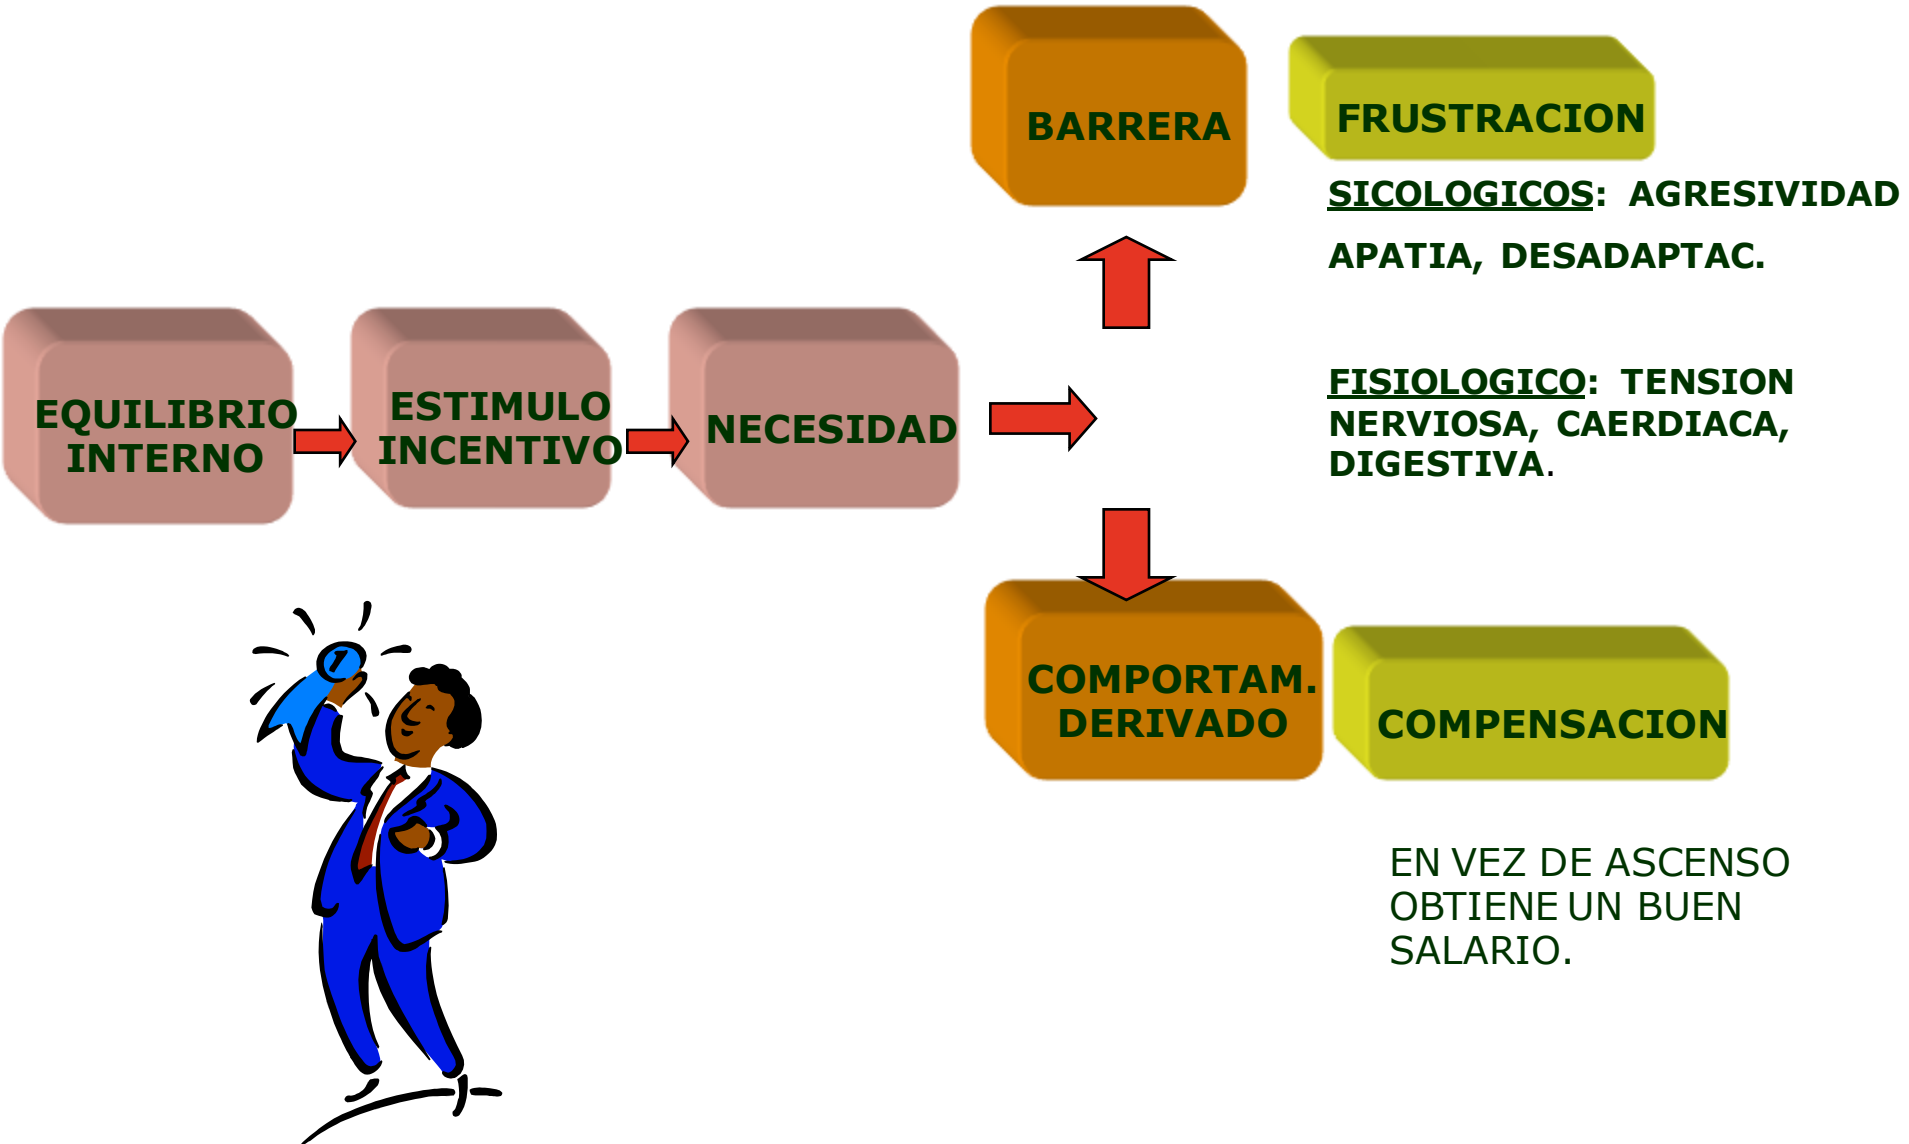 BARRERA
FRUSTRACION
SICOLOGICOS: AGRESIVIDAD
APATIA, DESADAPTAC.
EQUILIBRIO
INTERNO
ESTIMULO
INCENTIVO
NECESIDAD
FISIOLOGICO: TENSION
NERVIOSA, CAERDIACA,
DIGESTIVA.
COMPORTAM.
DERIVADO
COMPENSACION
EN VEZ DE ASCENSO
OBTIENE UN BUEN
SALARIO.
1